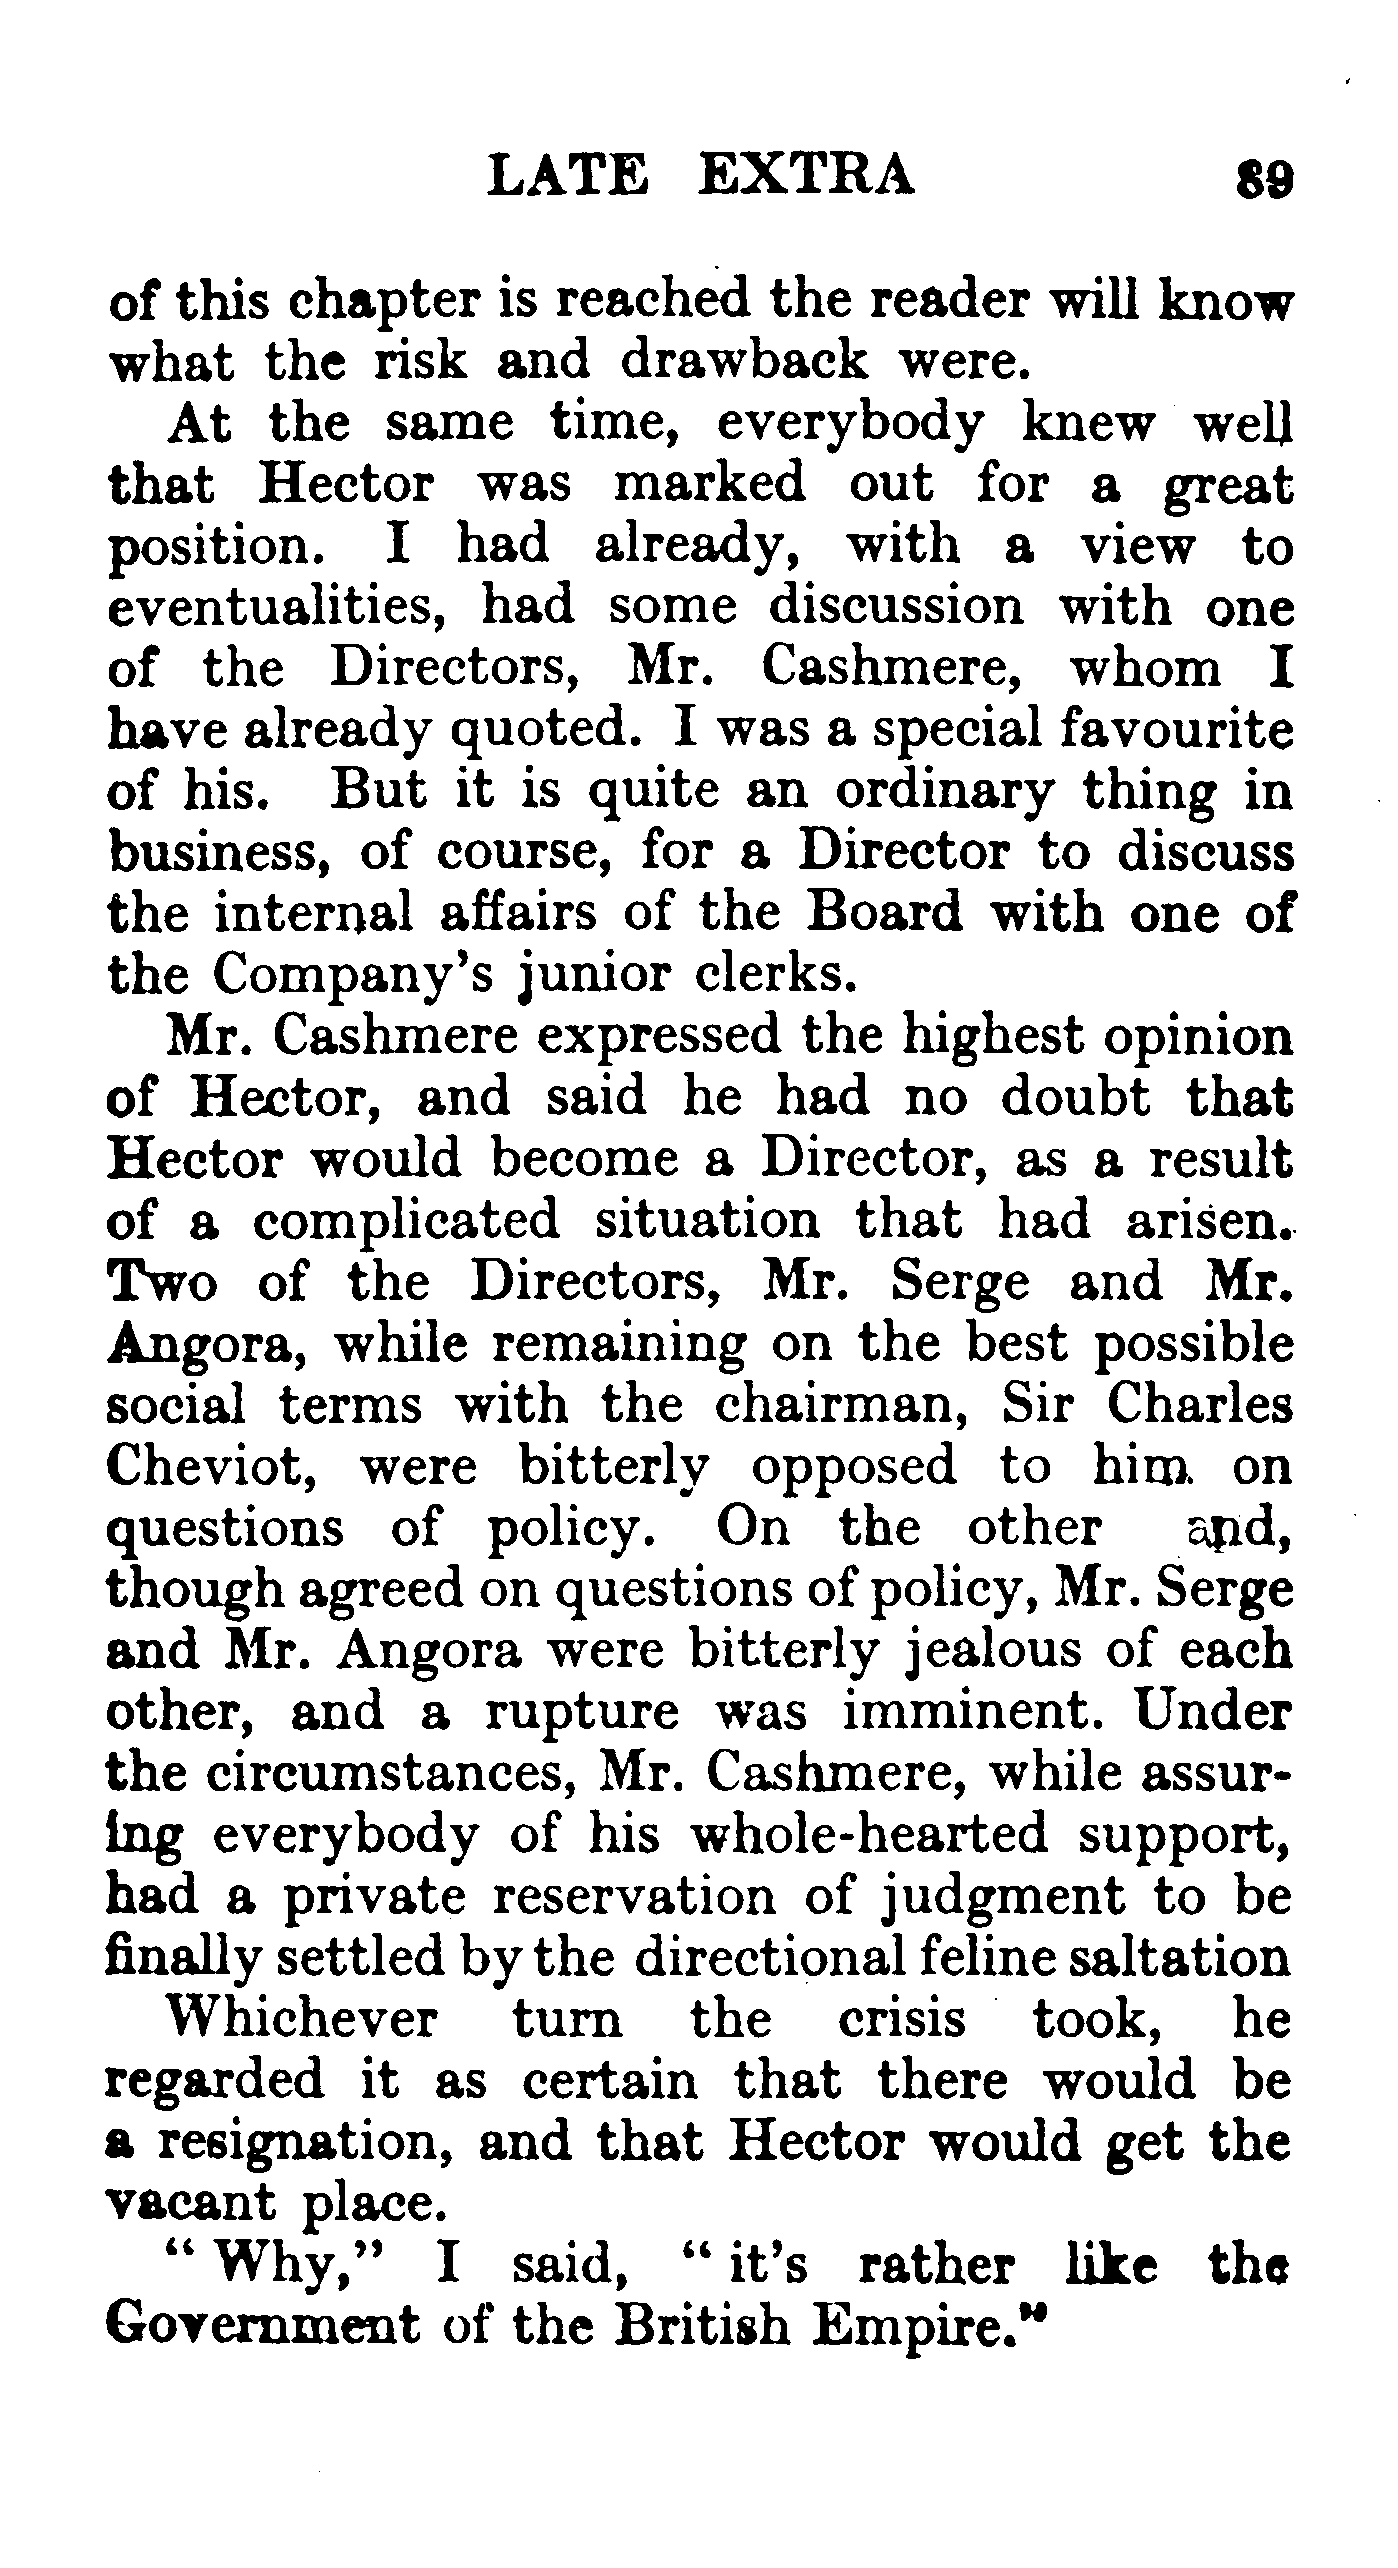 LATE EXTRA 89
of this chapter is reached the reader will know
what the risk and drawback were.
At the same time, everybody knew well
that Hector was marked out for a great
position. I had already, with a view to
eventualities, had some discussion with one
of the Directors, Mr. Cashmere, whom I
have already quoted. I was a special favourite
of his. But it is quite an ordinary thing in
business, of course, for a Director to discuss
the internal affairs of the Board with one of
the Company's junior clerks.
Mr. Cashmere expressed the highest opinion
of Hector, and said he had no doubt that
Hector would become a Director, as a result
of a complicated situation that had arisen.
Two of the Directors, Mr. Serge and Mr.
Angora, while remaining on the best possible
social terms with the chairman, Sir Charles
Cheviot, were bitterly opposed to him on
questions of policy. On the other and,
though agreed on questions of policy, Mr. Serge
and Mr. Angora were bitterly jealous of each
other, and a rupture was imminent. Under
the circumstances, Mr. Cashmere, while assur-
ing everybody of his whole-hearted support,
had a private reservation of judgment to be
finally settled by the directional feline saltation
Whichever turn the crisis took, he
regarded it as certain that there would be
a resignation, and that Hector would get the
vacant place.
“ Why,” I said, “ it's rather like the
Government of the British Empire.”